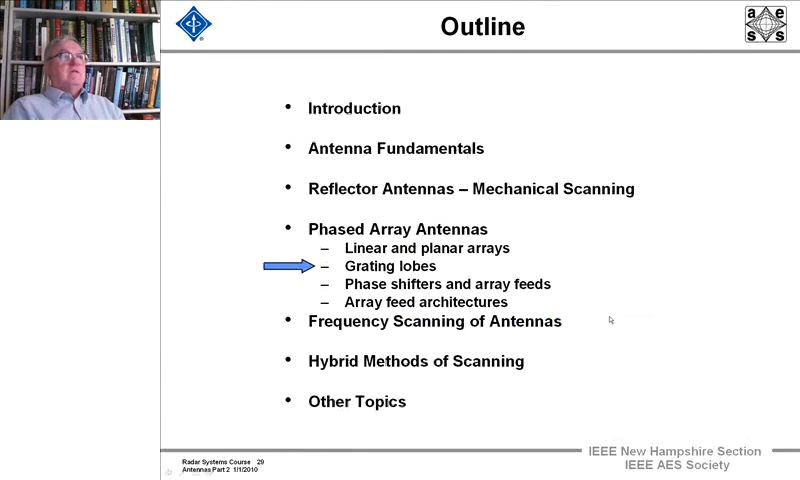 Outline
a e
s s
• Introduction
• Antenna Fundamentals
• Reflector Antennas – Mechanical Scanning
• Phased Array Antennas
– Linear and planar arrays
– Grating lobes
– Phase shifters and array feeds
– Array feed architectures
• Frequency Scanning of Antennas
• Hybrid Methods of Scanning
• Other Topics
Radar Systems Course 29
Antennas Part 2 1/1/2010
IEEE New Hampshire Section
IEEE AES Society